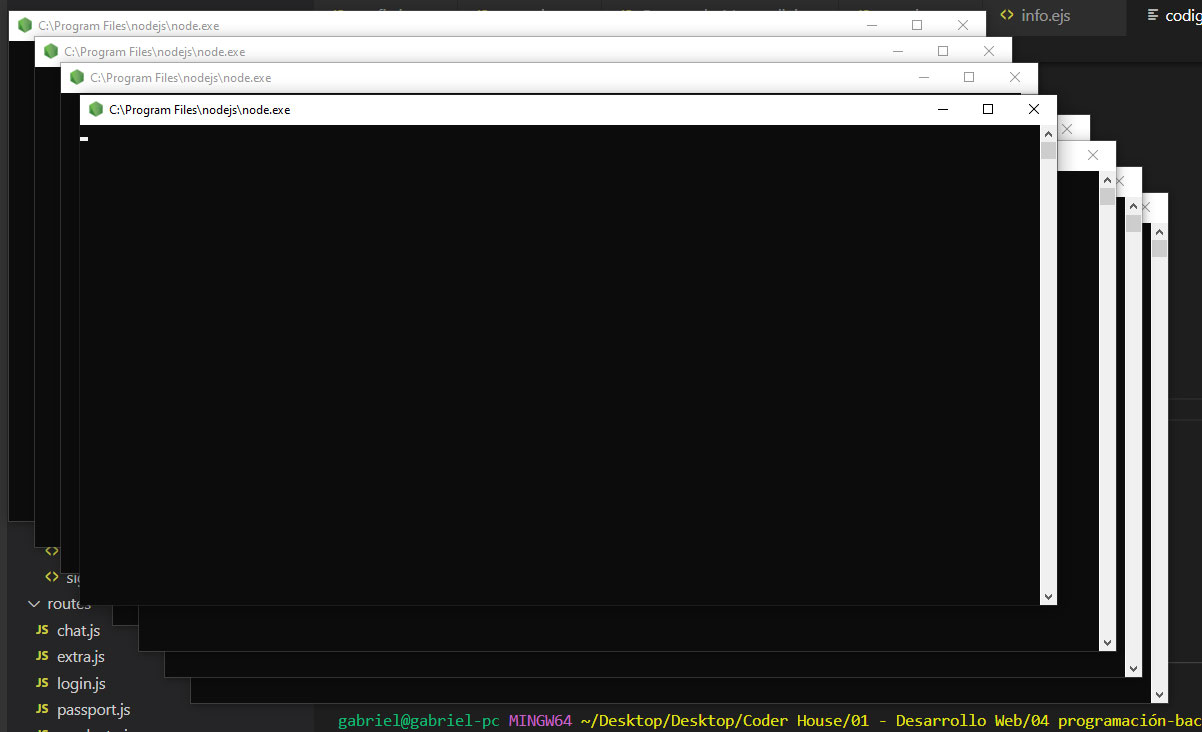 info.ejs
codig
C:\Program Files\nodejs\node.exe
C:\Program Files\nodejs\node.exe
C:\Program Files\nodejs\node.exe
C:\Program Files\nodejs\node.exe
sig
routes
JS chat.js
JS extra.js
JS login.js
JS passport.js
gabriel@gabriel-pc MINGW64 ~/Desktop/Desktop/Coder House/01 - Desarrollo Web/04 programación-bac